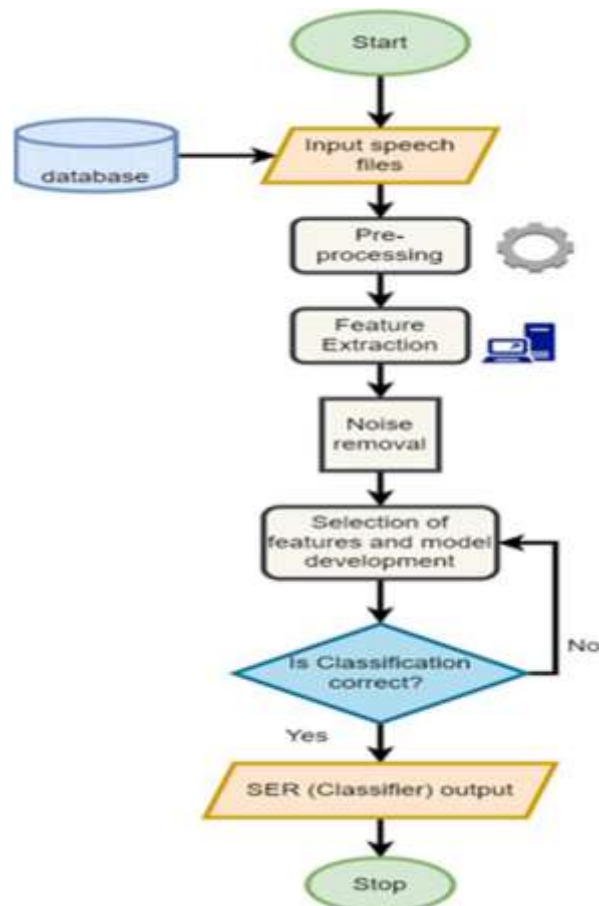 Start
Input speech
files
database
Pre-
processing
Feature
Extraction
Noise
removal
Selection of
features and model
development
Is Classification
correct?
No
Yes
SER (Classifier) output
Stop